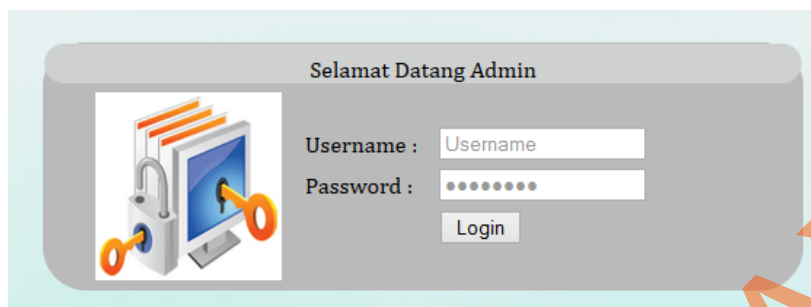 Selamat Datang Admin
Username : Username
Password : ••••••••
Login